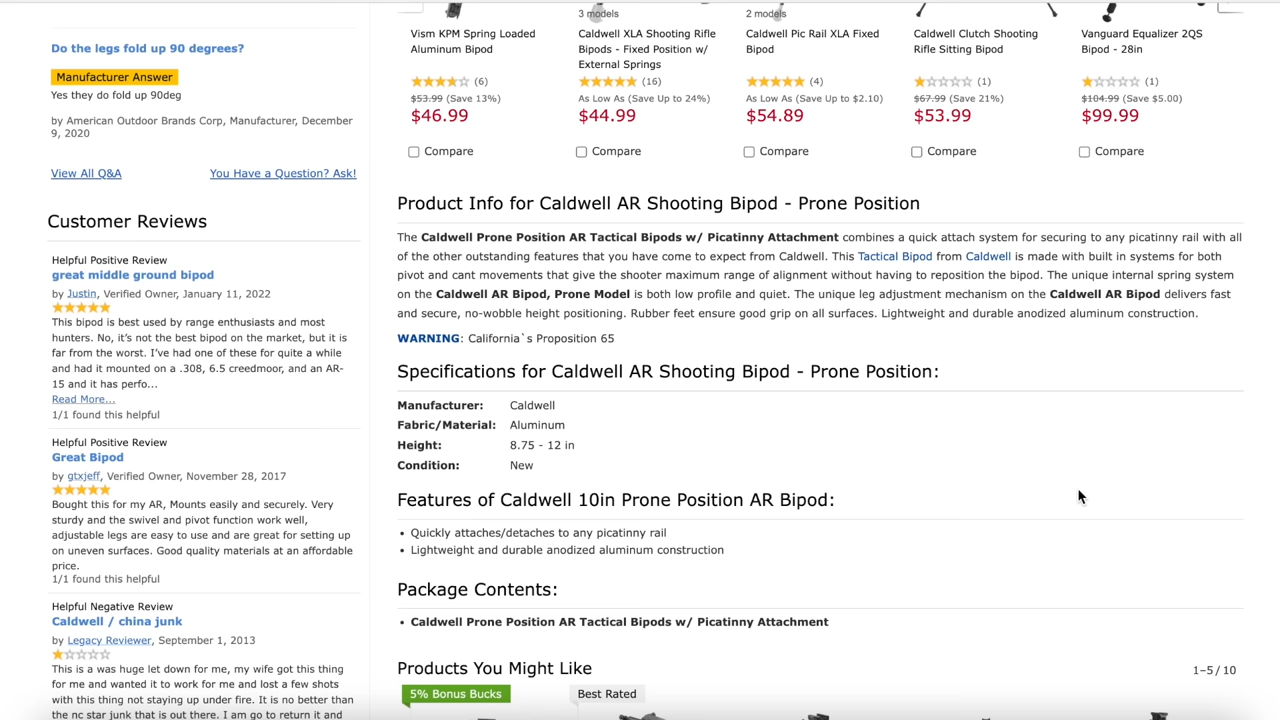 Do the legs fold up 90 degrees?
Manufacturer Answer
Yes they do fold up 90deg
by American Outdoor Brands Corp, Manufacturer, December
9, 2020
View All Q&A
You Have a Question? Ask!
Customer Reviews
Helpful Positive Review
great middle ground bipod
by Justin, Verified Owner, January 11, 2022
This bipod is best used by range enthusiasts and most
hunters. No, it's not the best bipod on the market, but it is
far from the worst. I've had one of these for quite a while
and had it mounted on a .308, 6.5 creedmoor, and an AR-
15 and it has perfo...
Read More...
1/1 found this helpful
Helpful Positive Review
Great Bipod
by gtxjeff, Verified Owner, November 28, 2017
Bought this for my AR, Mounts easily and securely. Very
sturdy and the swivel and pivot function work well,
adjustable legs are easy to use and are great for setting up
on uneven surfaces. Good quality materials at an affordable
price.
1/1 found this helpful
Helpful Negative Review
Caldwell / china junk
by Legacy Reviewer, September 1, 2013
This is a was huge let down for me, my wife got this thing
for me and wanted it to work for me and lost a few shots
with this thing not staying up under fire. It is no better than
the nc star junk that is out there. I am go to return it and
3 models
2 models
Vism KPM Spring Loaded
Aluminum Bipod
(6)
$53.99 (Save 13%)
$46.99
Compare
Caldwell XLA Shooting Rifle
Bipods - Fixed Position w/
External Springs
(16)
As Low As (Save Up to 24%)
$44.99
Compare
Caldwell Pic Rail XLA Fixed
Bipod
(4)
As Low As (Save Up to $2.10)
$54.89
Compare
Caldwell Clutch Shooting
Rifle Sitting Bipod
(1)
$67.99 (Save 21%)
$53.99
Compare
Vanguard Equalizer 2QS
Bipod - 28in
(1)
$104.99 (Save $5.00)
$99.99
Compare
Product Info for Caldwell AR Shooting Bipod - Prone Position
The Caldwell Prone Position AR Tactical Bipods w/ Picatinny Attachment combines a quick attach system for securing to any picatinny rail with all
of the other outstanding features that you have come to expect from Caldwell. This Tactical Bipod from Caldwell is made with built in systems for both
pivot and cant movements that give the shooter maximum range of alignment without having to reposition the bipod. The unique internal spring system
on the Caldwell AR Bipod, Prone Model is both low profile and quiet. The unique leg adjustment mechanism on the Caldwell AR Bipod delivers fast
and secure, no-wobble height positioning. Rubber feet ensure good grip on all surfaces. Lightweight and durable anodized aluminum construction.
WARNING: California`s Proposition 65
Specifications for Caldwell AR Shooting Bipod - Prone Position:
Manufacturer: Caldwell
Fabric/Material: Aluminum
Height: 8.75 - 12 in
Condition: New
Features of Caldwell 10in Prone Position AR Bipod:
• Quickly attaches/detaches to any picatinny rail
• Lightweight and durable anodized aluminum construction
Package Contents:
• Caldwell Prone Position AR Tactical Bipods w/ Picatinny Attachment
Products You Might Like
1–5 / 10
5% Bonus Bucks
Best Rated